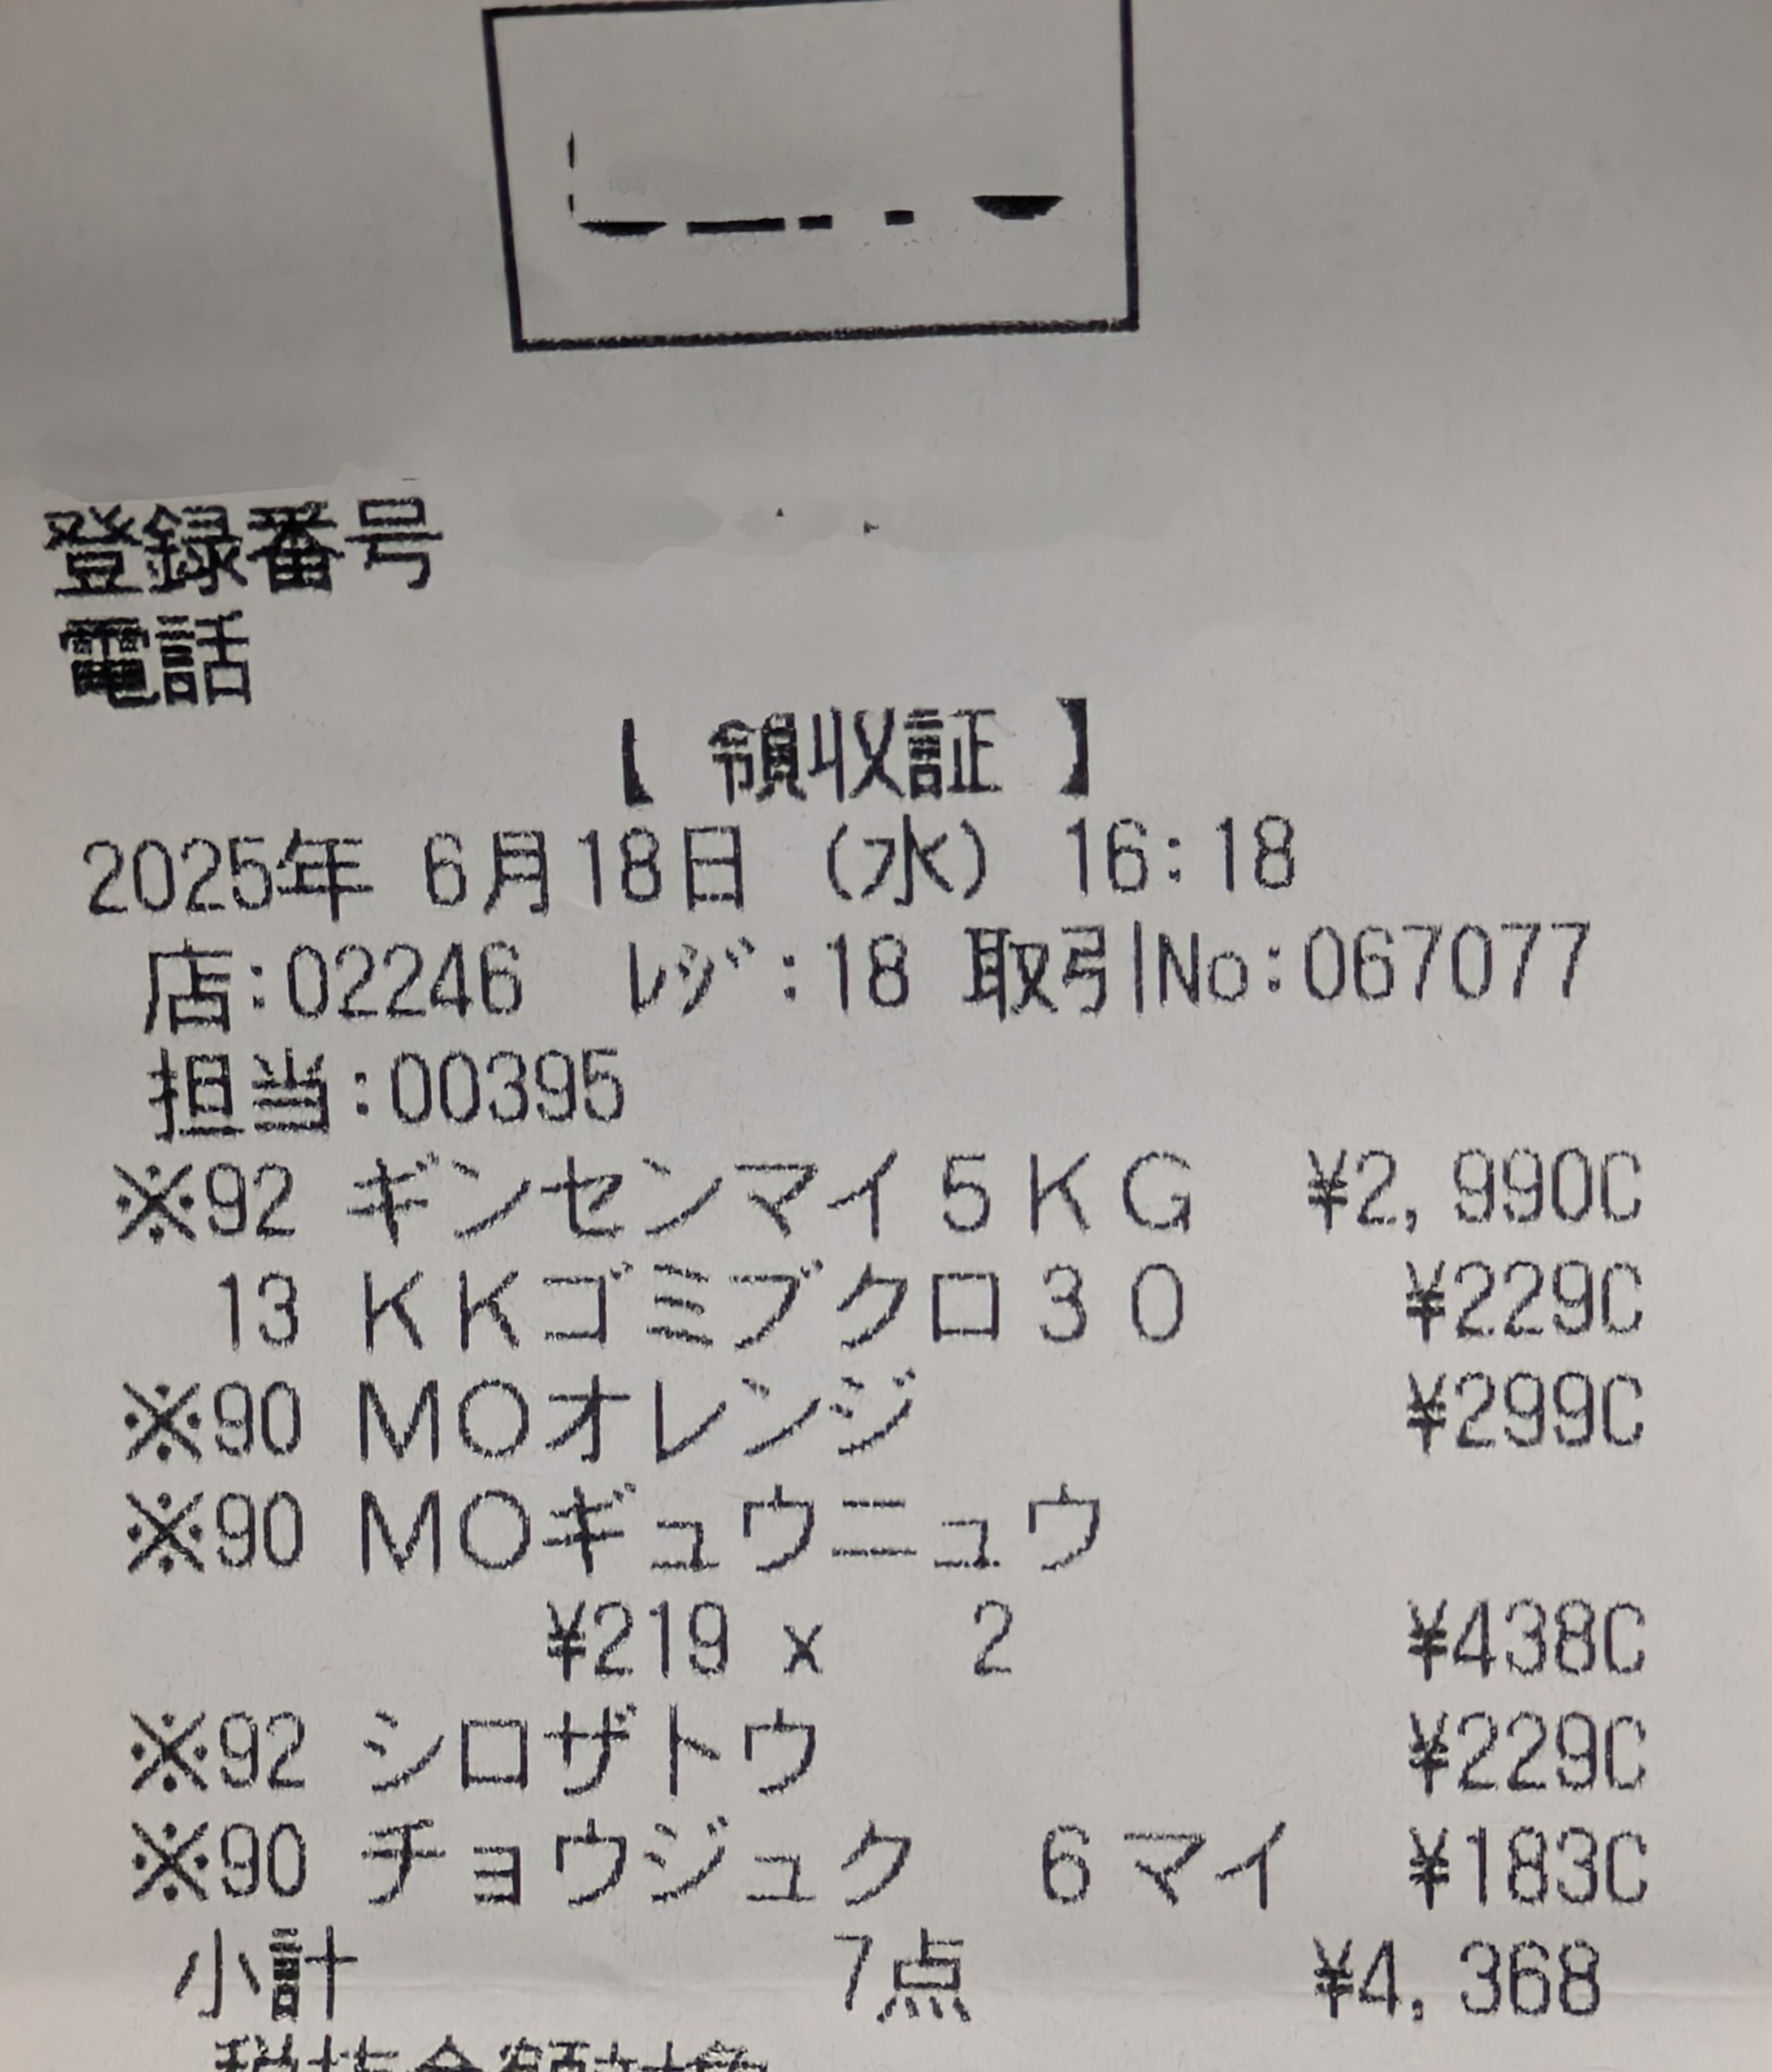 登録番号
電話
【 領収証 】
2025年 6月18日 (水) 16:18
店:02246 ﾚｼﾞ:18 取引No:067077
担当:00395
※92 ギンセンマイ5KG ¥2,990C
13 KKゴミブクロ30 ¥229C
※90 MOオレンジ ¥299C
※90 MOギュウニュウ
¥219 x 2 ¥438C
※92 シロザトウ ¥229C
※90 チョウジュク 6マイ ¥183C
小計 7点 ¥4,368